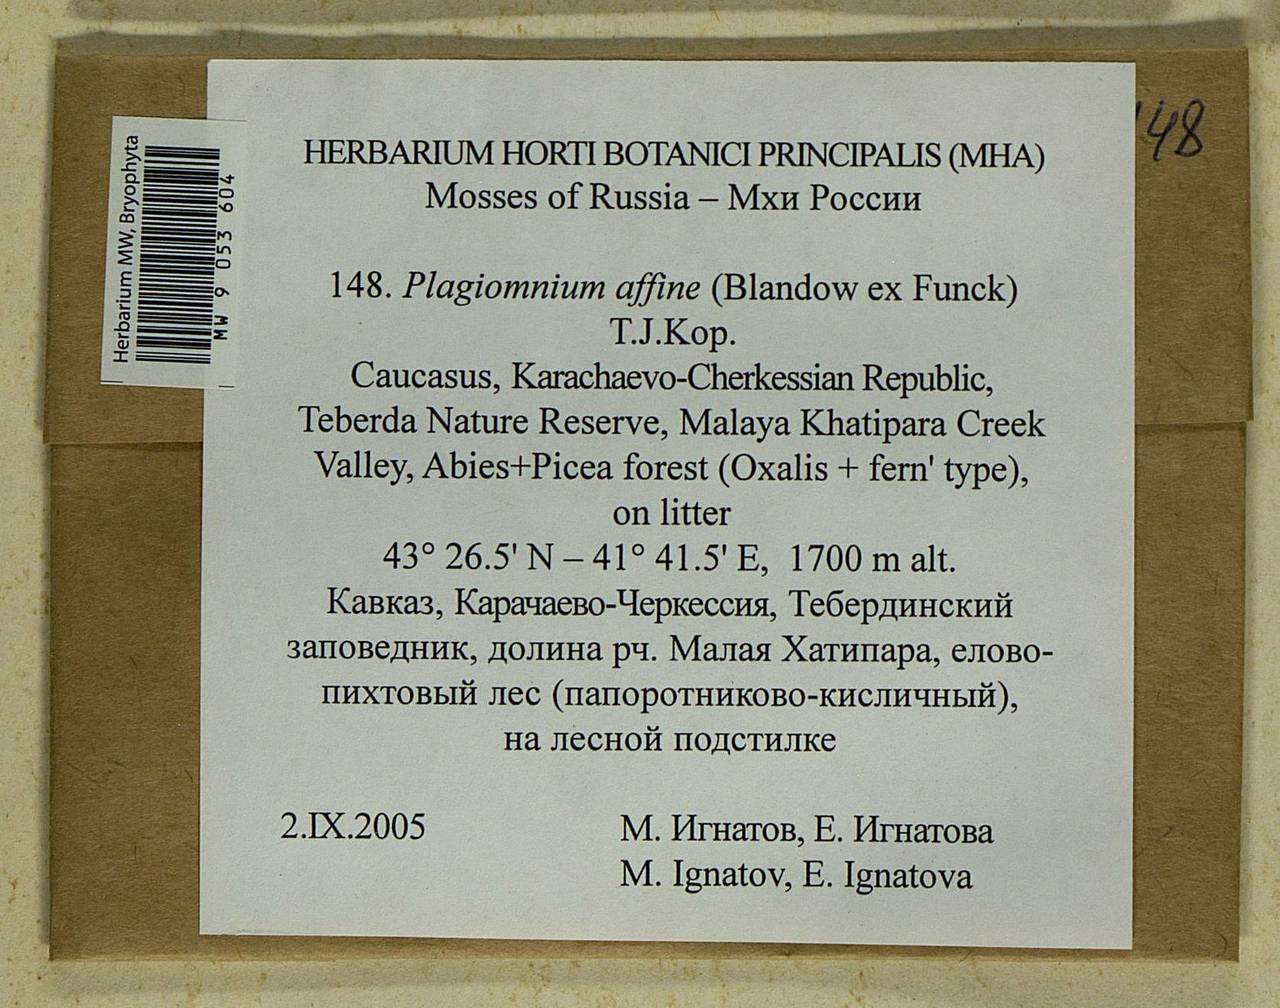 HERBARIUM HORTI BOTANICI PRINCIPALIS (MHA)
Mosses of Russia – Мхи России
148. Plagiomnium affine (Blandow ex Funck)
T.J.Kop.
Caucasus, Karachaevo-Cherkessian Republic,
Teberda Nature Reserve, Malaya Khatipara Creek
Valley, Abies+Picea forest (Oxalis + fern' type),
on litter
43° 26.5' N – 41° 41.5' E, 1700 m alt.
Кавказ, Карачаево-Черкессия, Тебердинский
заповедник, долина рч. Малая Хатипара, елово-
пихтовый лес (папоротниково-кисличный),
на лесной подстилке
2.IX.2005
М. Игнатов, Е. Игнатова
M. Ignatov, E. Ignatova
Herbarium MW, Bryophyta
MW 9 053 604
148